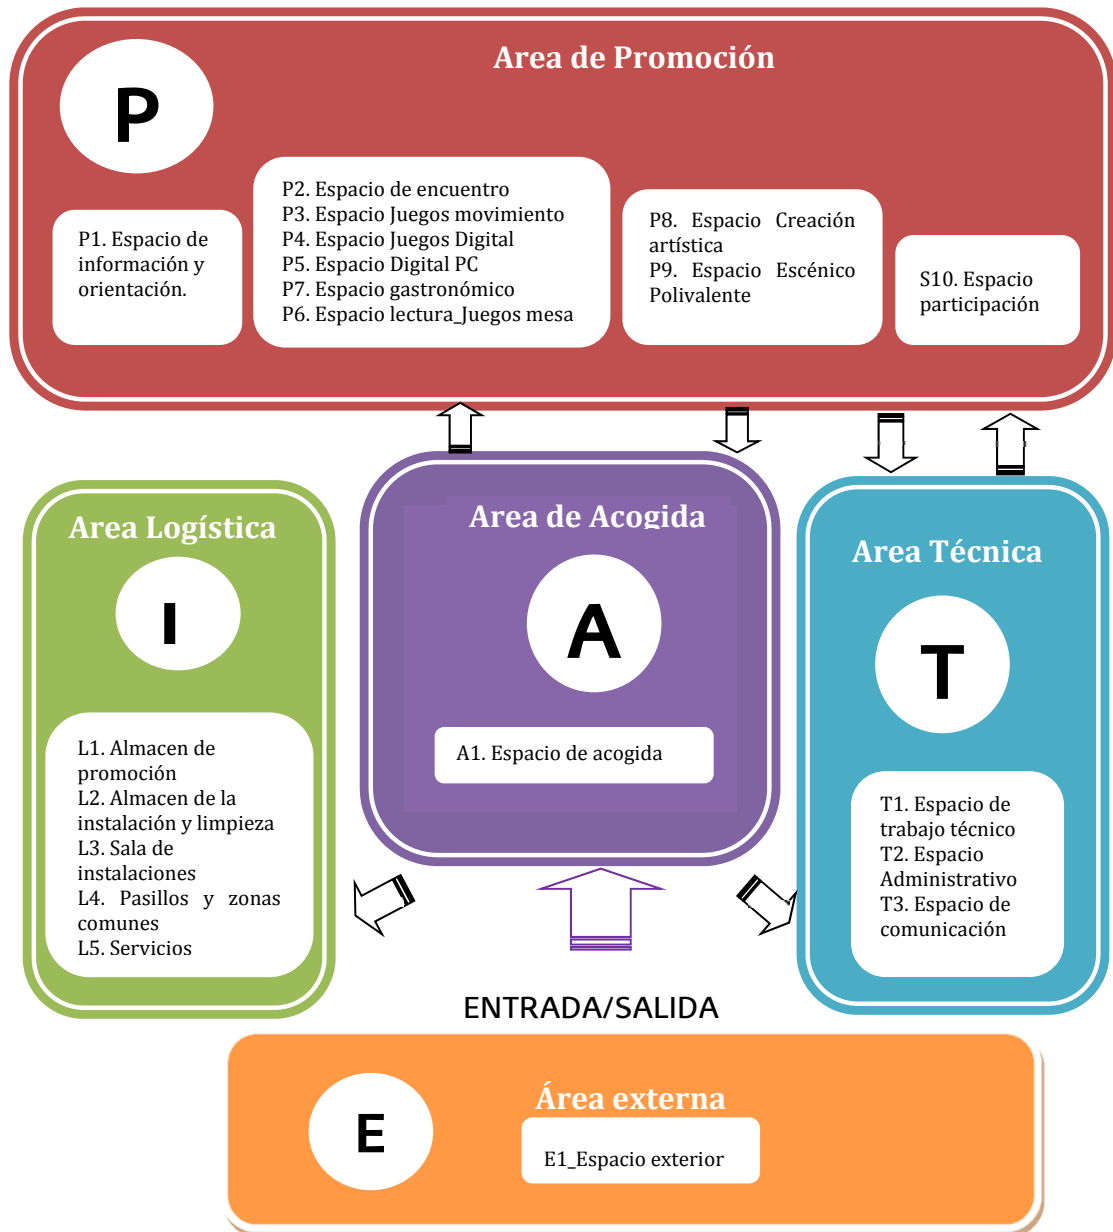 Area de Promoción
P
P1. Espacio de
información y
orientación.
P2. Espacio de encuentro
P3. Espacio Juegos movimiento
P4. Espacio Juegos Digital
P5. Espacio Digital PC
P7. Espacio gastronómico
P6. Espacio lectura_Juegos mesa
P8. Espacio Creación
artística
P9. Espacio Escénico
Polivalente
S10. Espacio
participación
Area Logística
I
L1. Almacen de
promoción
L2. Almacen de la
instalación y limpieza
L3. Sala de
instalaciones
L4. Pasillos y zonas
comunes
L5. Servicios
Area de Acogida
A
A1. Espacio de acogida
Area Técnica
T
T1. Espacio de
trabajo técnico
T2. Espacio
Administrativo
T3. Espacio de
comunicación
ENTRADA/SALIDA
Área externa
E
E1_Espacio exterior